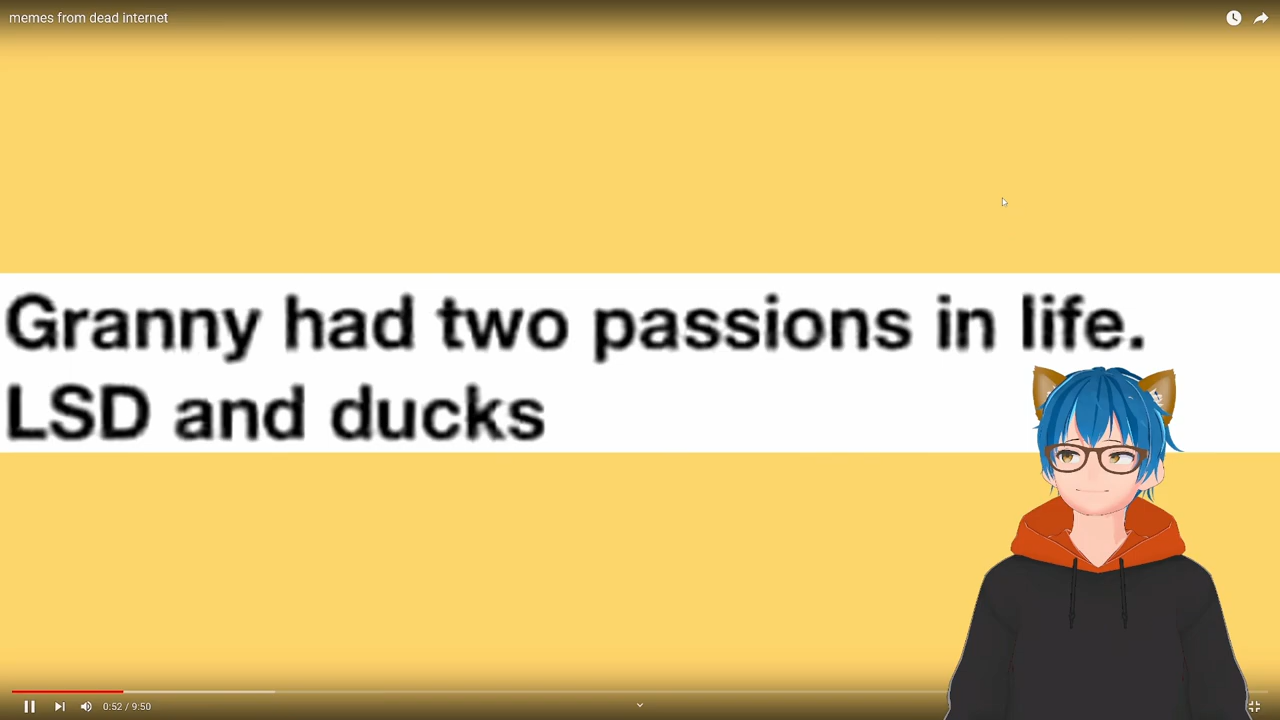 memes from dead internet
Granny had two passions in life.
LSD and ducks
0:52 / 9:50